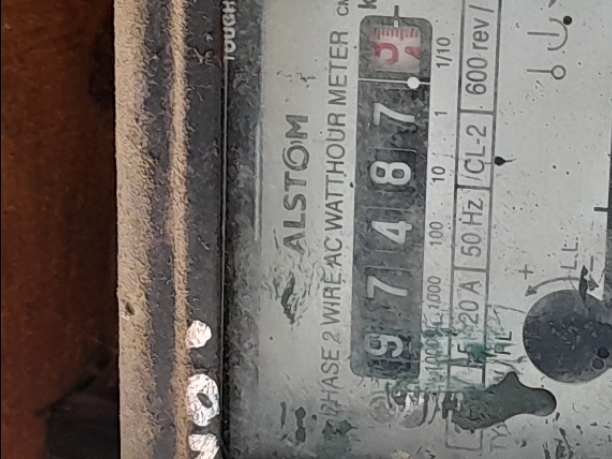 TOUGH
ALSTOM
PHASE 2 WIRE AC WATTHOUR METER
9 7 4 8 7 5
1000 100 10 1 1/10
20 A 50 Hz CL-2 600 rev /